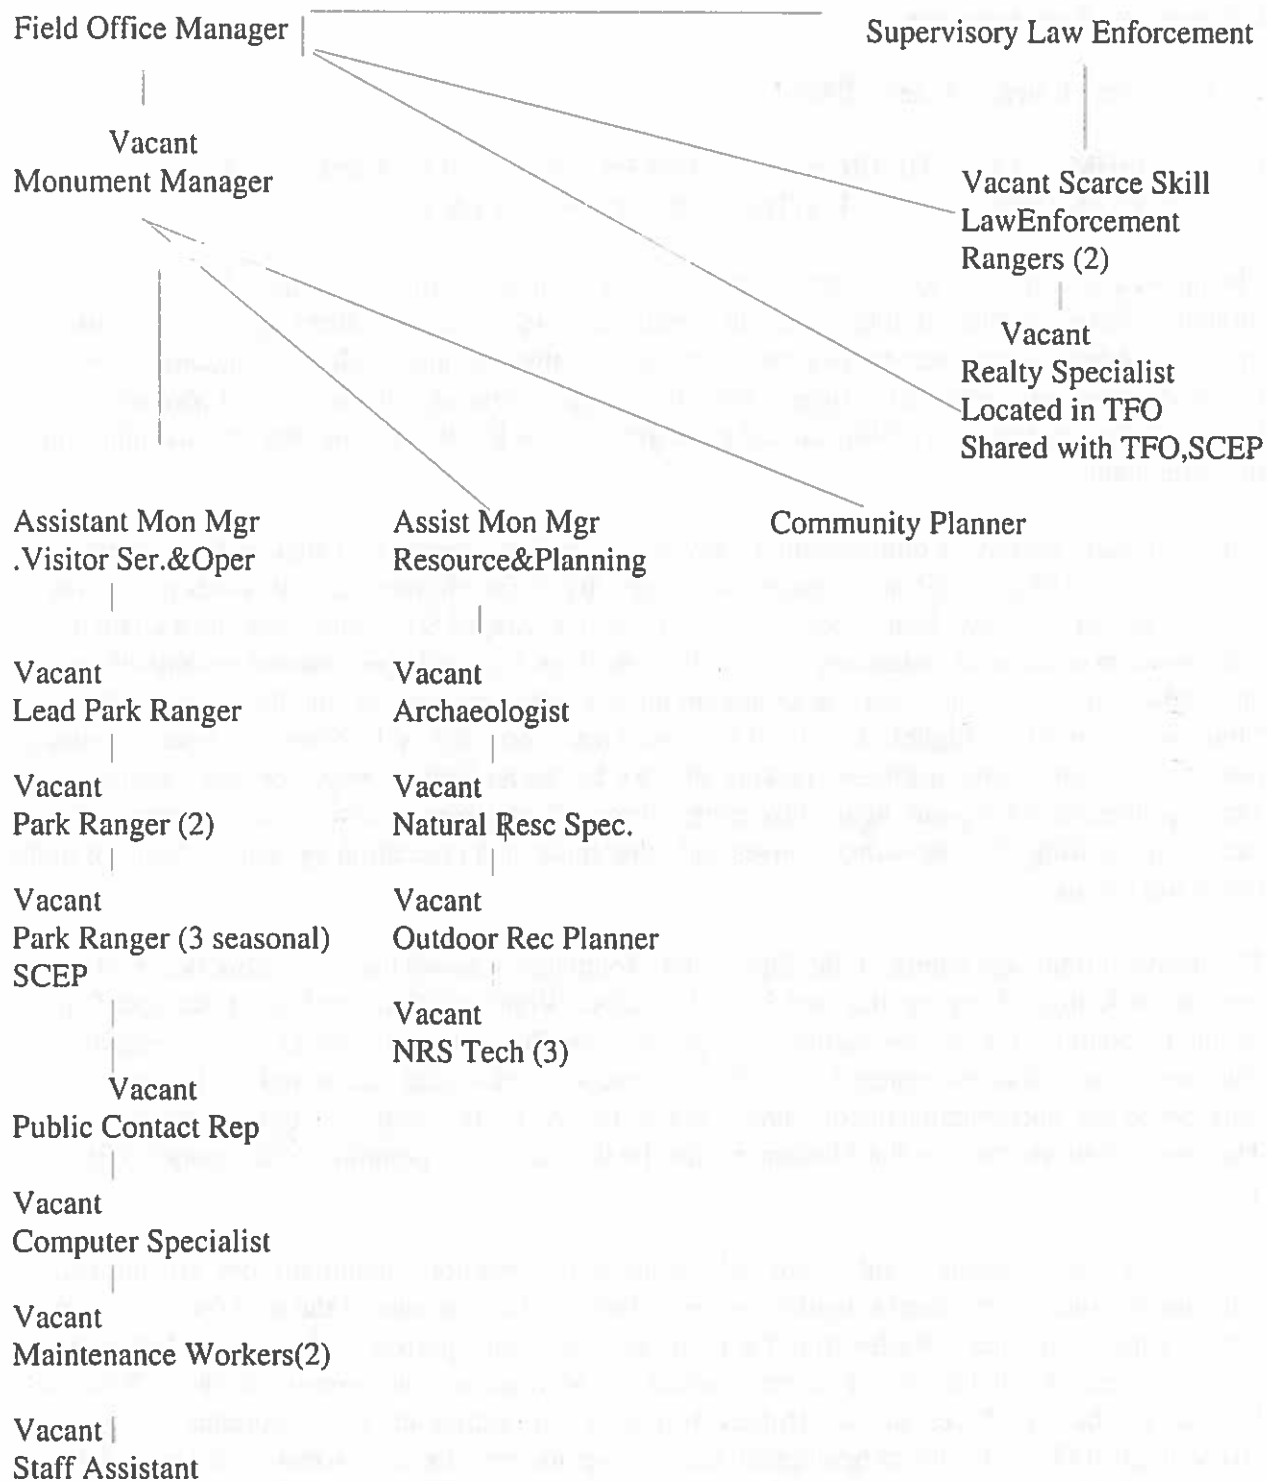 Field Office Manager
Supervisory Law Enforcement
Vacant
Monument Manager
Vacant Scarce Skill
LawEnforcement
Rangers (2)
Vacant
Realty Specialist
Located in TFO
Shared with TFO,SCEP
Assistant Mon Mgr
.Visitor Ser.&Oper
Assist Mon Mgr
Resource&Planning
Community Planner
Vacant
Lead Park Ranger
Vacant
Park Ranger (2)
Vacant
Park Ranger (3 seasonal)
SCEP
Vacant
Public Contact Rep
Vacant
Computer Specialist
Vacant
Maintenance Workers(2)
Vacant
Staff Assistant
Vacant
Archaeologist
Vacant
Natural Resc Spec.
Vacant
Outdoor Rec Planner
Vacant
NRS Tech (3)